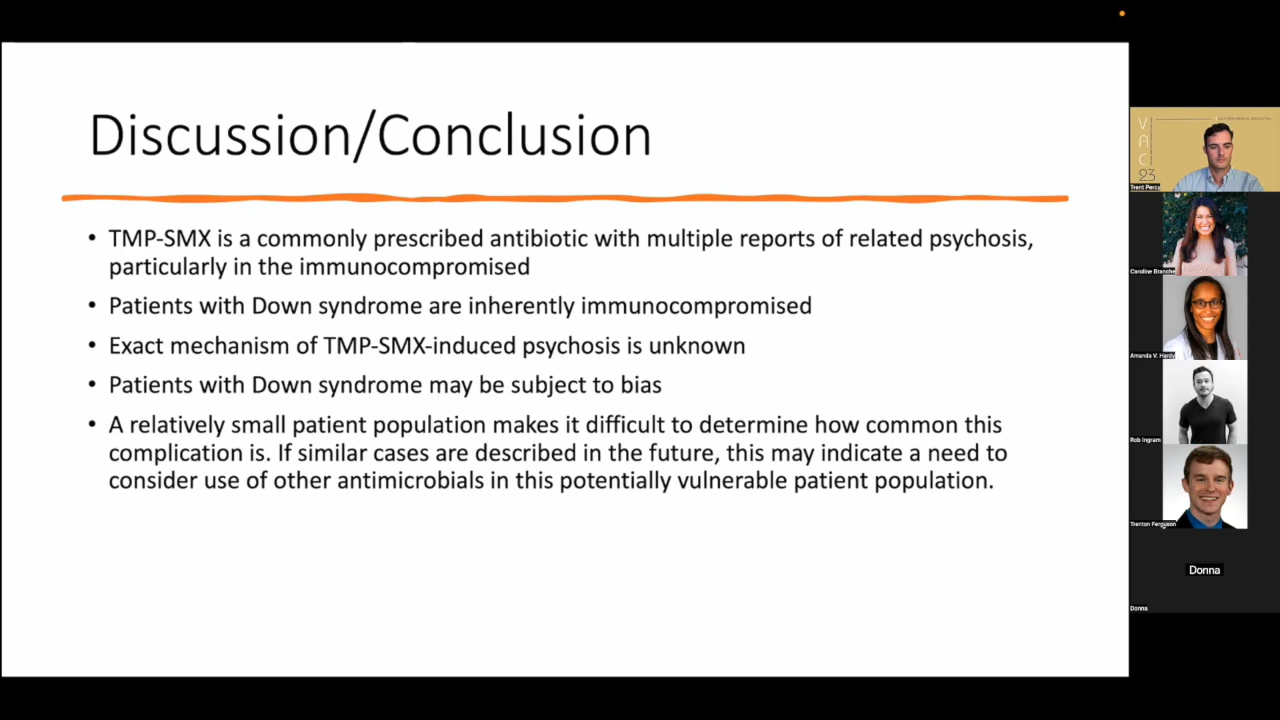 Discussion/Conclusion
• TMP-SMX is a commonly prescribed antibiotic with multiple reports of related psychosis,
particularly in the immunocompromised
• Patients with Down syndrome are inherently immunocompromised
• Exact mechanism of TMP-SMX-induced psychosis is unknown
• Patients with Down syndrome may be subject to bias
• A relatively small patient population makes it difficult to determine how common this
complication is. If similar cases are described in the future, this may indicate a need to
consider use of other antimicrobials in this potentially vulnerable patient population.
V
A
C
23
Trent Percy
Caroline Branche
Amanda V. Hardy
Rob Ingram
Trenton Ferguson
Donna
Donna